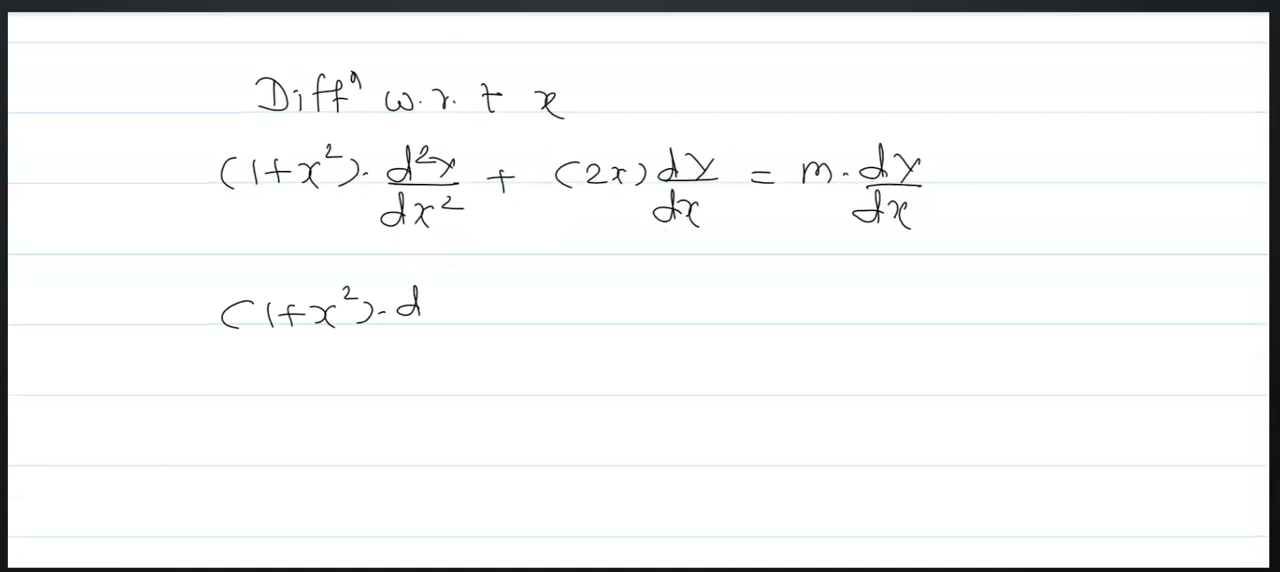 Diffⁿ w.r.t x
(1+x²). d²y/dx² + (2x) dy/dx = m. dy/dx
(1+x²). d